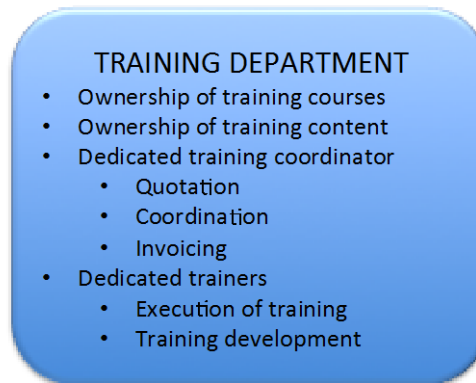 TRAINING DEPARTMENT
• Ownership of training courses
• Ownership of training content
• Dedicated training coordinator
• Quotation
• Coordination
• Invoicing
• Dedicated trainers
• Execution of training
• Training development